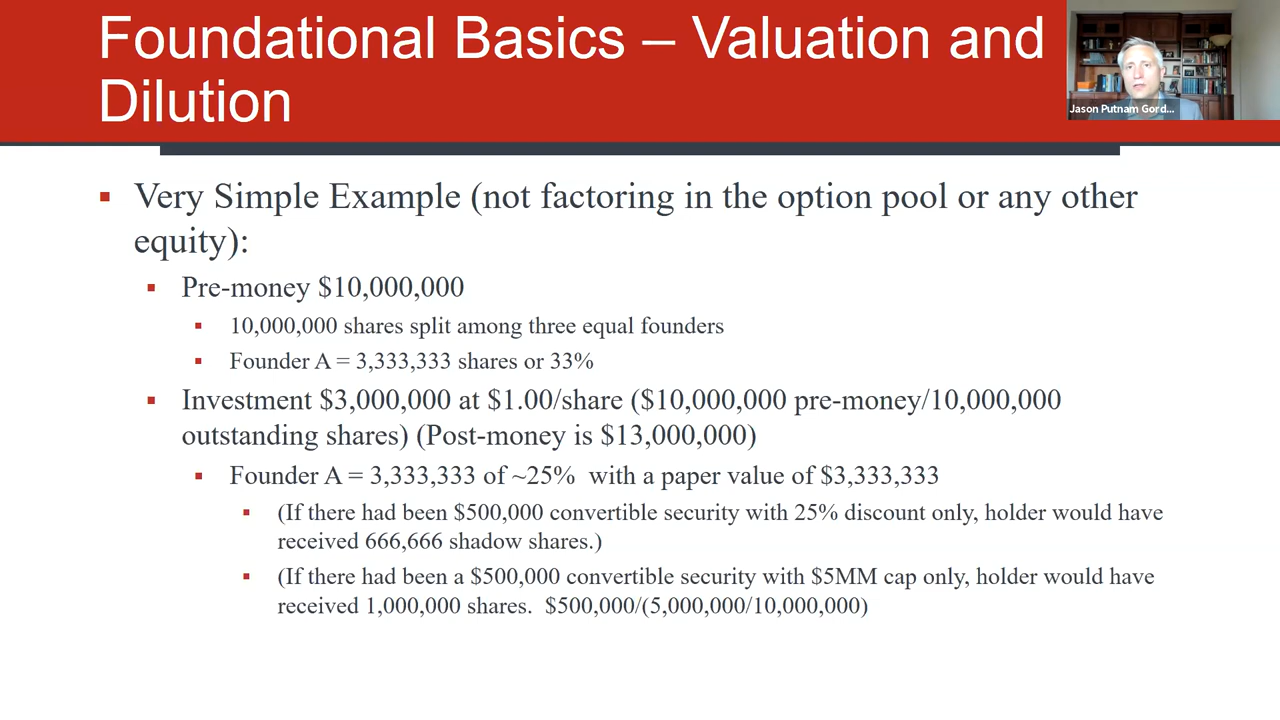 Foundational Basics – Valuation and
Dilution
Jason Putnam Gord...
▪ Very Simple Example (not factoring in the option pool or any other
equity):
▪ Pre-money $10,000,000
▪ 10,000,000 shares split among three equal founders
▪ Founder A = 3,333,333 shares or 33%
▪ Investment $3,000,000 at $1.00/share ($10,000,000 pre-money/10,000,000
outstanding shares) (Post-money is $13,000,000)
▪ Founder A = 3,333,333 of ~25% with a paper value of $3,333,333
▪ (If there had been $500,000 convertible security with 25% discount only, holder would have
received 666,666 shadow shares.)
▪ (If there had been a $500,000 convertible security with $5MM cap only, holder would have
received 1,000,000 shares. $500,000/(5,000,000/10,000,000)